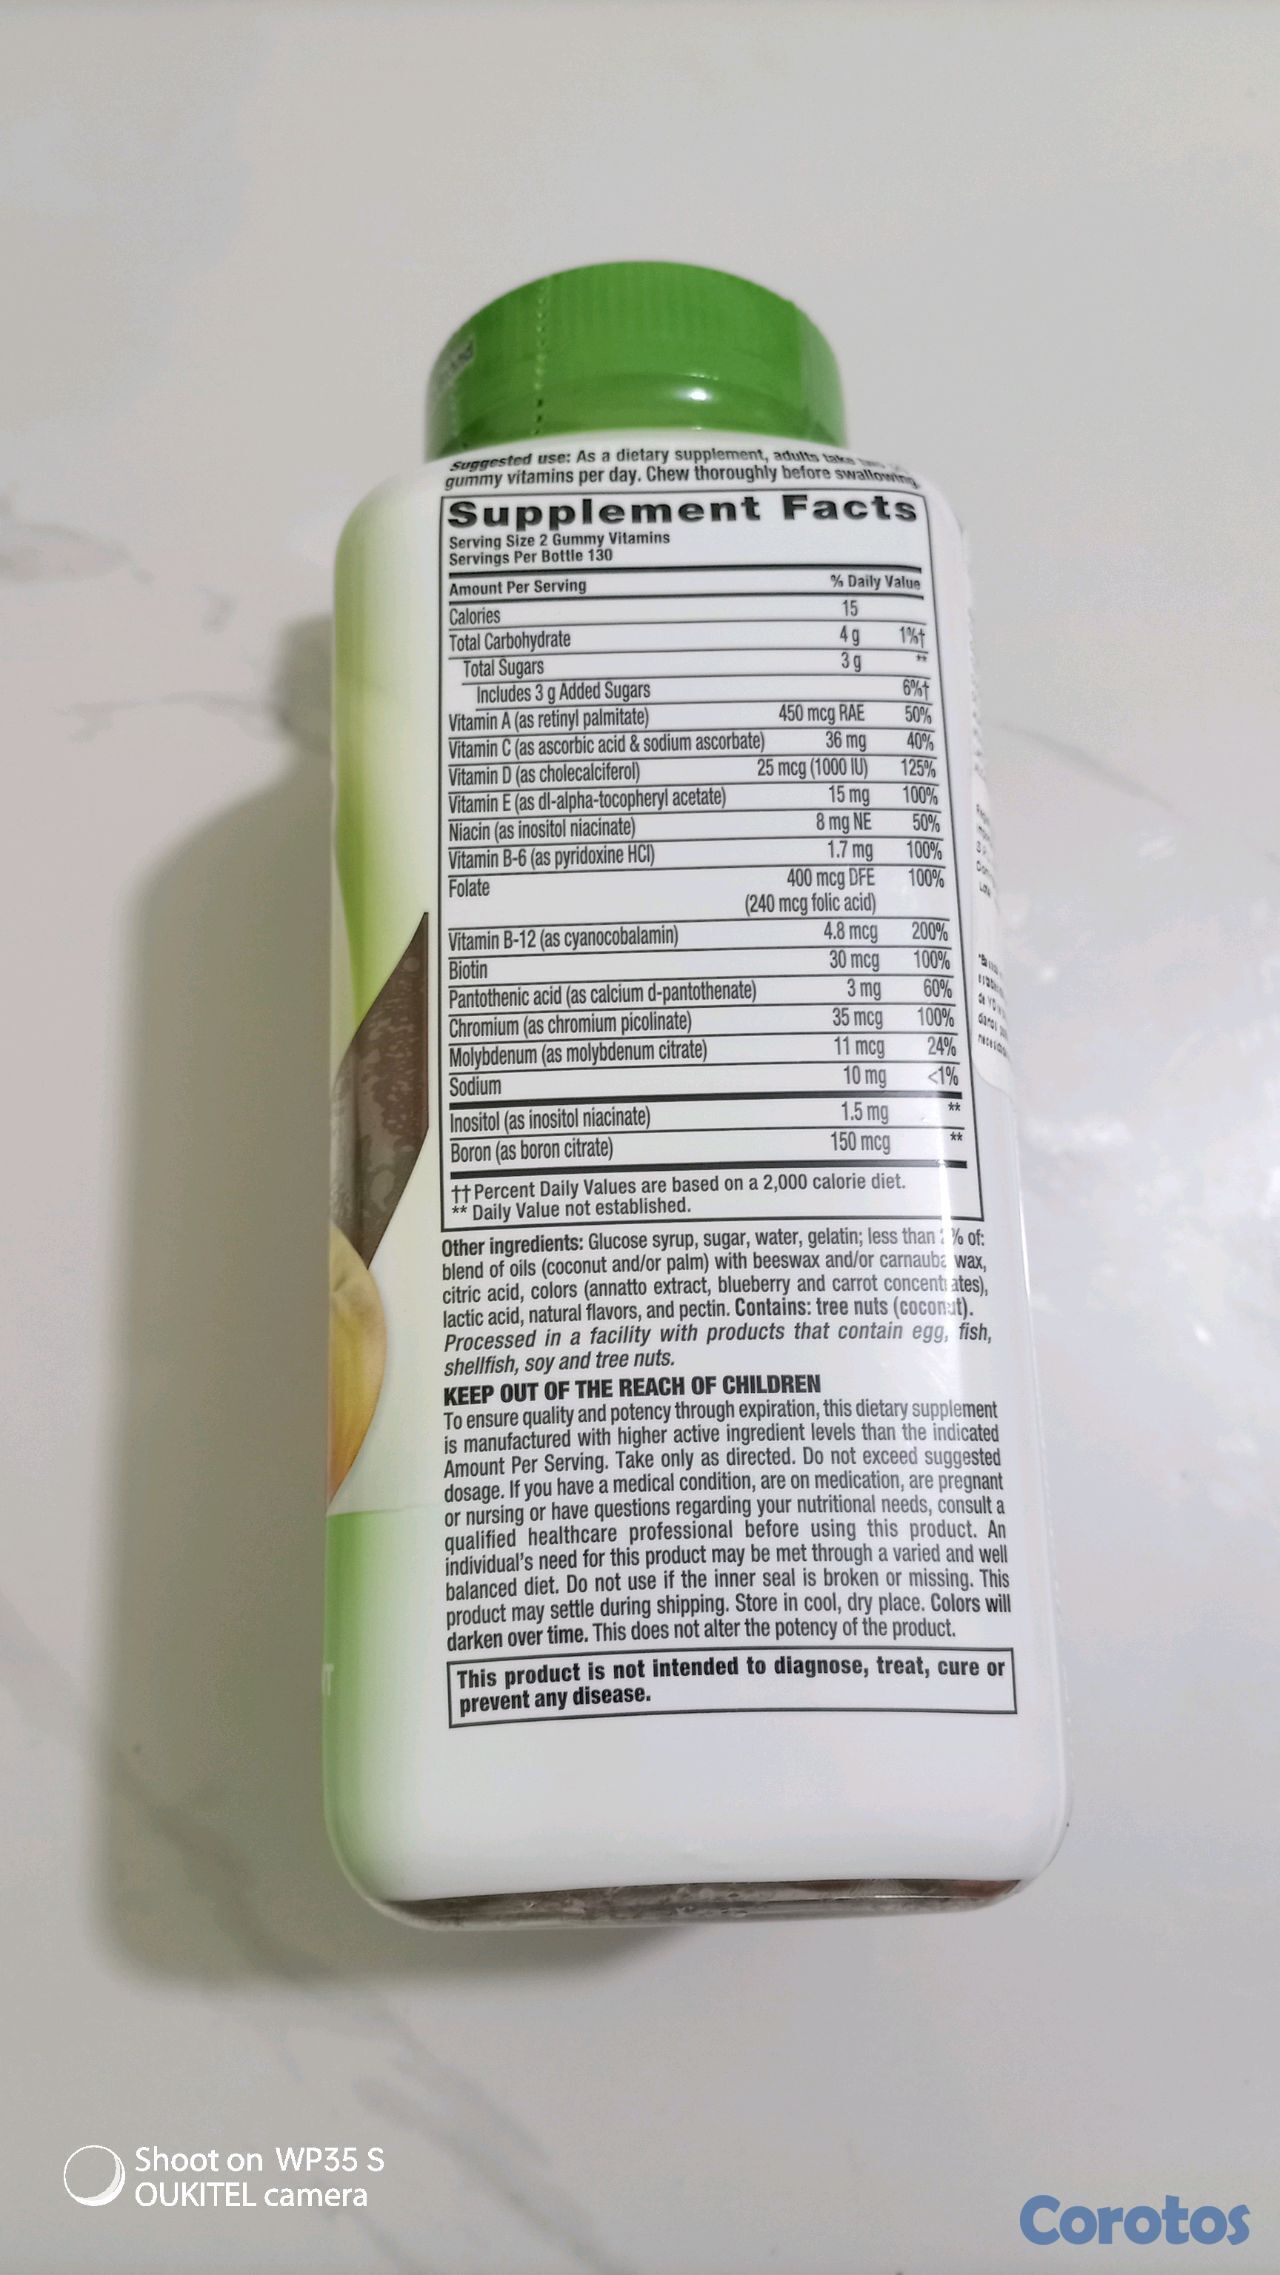 Suggested use: As a dietary supplement, adults take
gummy vitamins per day. Chew thoroughly before swallowing.
Supplement Facts
Serving Size 2 Gummy Vitamins
Servings Per Bottle 130
Amount Per Serving % Daily Value
Calories 15
Total Carbohydrate 4 g 1%†
Total Sugars 3 g **
Includes 3 g Added Sugars 6%†
Vitamin A (as retinyl palmitate) 450 mcg RAE 50%
Vitamin C (as ascorbic acid & sodium ascorbate) 36 mg 40%
Vitamin D (as cholecalciferol) 25 mcg (1000 IU) 125%
Vitamin E (as dl-alpha-tocopheryl acetate) 15 mg 100%
Niacin (as inositol niacinate) 8 mg NE 50%
Vitamin B-6 (as pyridoxine HCl) 1.7 mg 100%
Folate 400 mcg DFE 100%
(240 mcg folic acid)
Vitamin B-12 (as cyanocobalamin) 4.8 mcg 200%
Biotin 30 mcg 100%
Pantothenic acid (as calcium d-pantothenate) 3 mg 60%
Chromium (as chromium picolinate) 35 mcg 100%
Molybdenum (as molybdenum citrate) 11 mcg 24%
Sodium 10 mg <1%
Inositol (as inositol niacinate) 1.5 mg **
Boron (as boron citrate) 150 mcg **
†† Percent Daily Values are based on a 2,000 calorie diet.
** Daily Value not established.
Other ingredients: Glucose syrup, sugar, water, gelatin; less than % of:
blend of oils (coconut and/or palm) with beeswax and/or carnauba wax,
citric acid, colors (annatto extract, blueberry and carrot concentrates),
lactic acid, natural flavors, and pectin. Contains: tree nuts (coconut).
Processed in a facility with products that contain egg, fish,
shellfish, soy and tree nuts.
KEEP OUT OF THE REACH OF CHILDREN
To ensure quality and potency through expiration, this dietary supplement
is manufactured with higher active ingredient levels than the indicated
Amount Per Serving. Take only as directed. Do not exceed suggested
dosage. If you have a medical condition, are on medication, are pregnant
or nursing or have questions regarding your nutritional needs, consult a
qualified healthcare professional before using this product. An
individual's need for this product may be met through a varied and well
balanced diet. Do not use if the inner seal is broken or missing. This
product may settle during shipping. Store in cool, dry place. Colors will
darken over time. This does not alter the potency of the product.
This product is not intended to diagnose, treat, cure or
prevent any disease.
Shoot on WP35 S
OUKITEL camera
Corotos